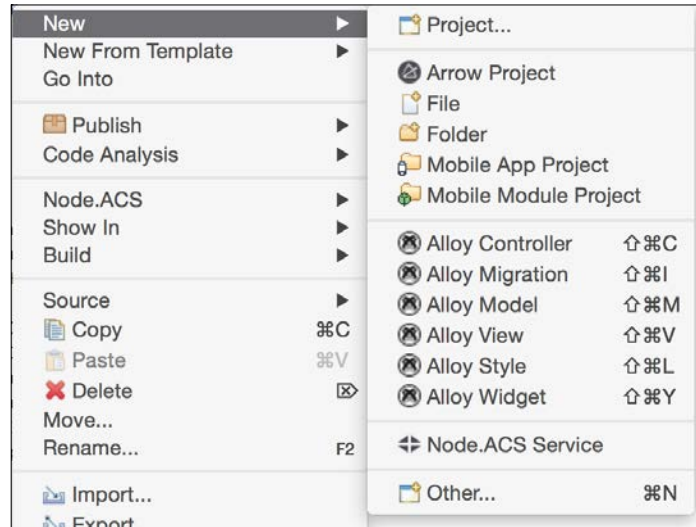 New ▶
New From Template ▶
Go Into
Publish ▶
Code Analysis ▶
Node.ACS ▶
Show In ▶
Build ▶
Source ▶
Copy ⌘C
Paste ⌘V
Delete ⌦
Move...
Rename... F2
Import...
Export
Project...
Arrow Project
File
Folder
Mobile App Project
Mobile Module Project
Alloy Controller ⇧⌘C
Alloy Migration ⇧⌘I
Alloy Model ⇧⌘M
Alloy View ⇧⌘V
Alloy Style ⇧⌘L
Alloy Widget ⇧⌘Y
Node.ACS Service
Other... ⌘N